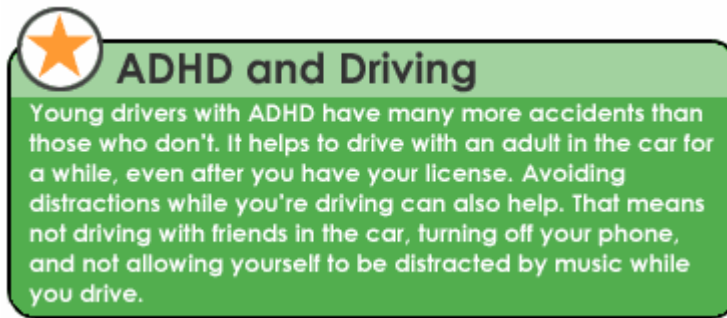 ADHD and Driving
Young drivers with ADHD have many more accidents than
those who don't. It helps to drive with an adult in the car for
a while, even after you have your license. Avoiding
distractions while you're driving can also help. That means
not driving with friends in the car, turning off your phone,
and not allowing yourself to be distracted by music while
you drive.